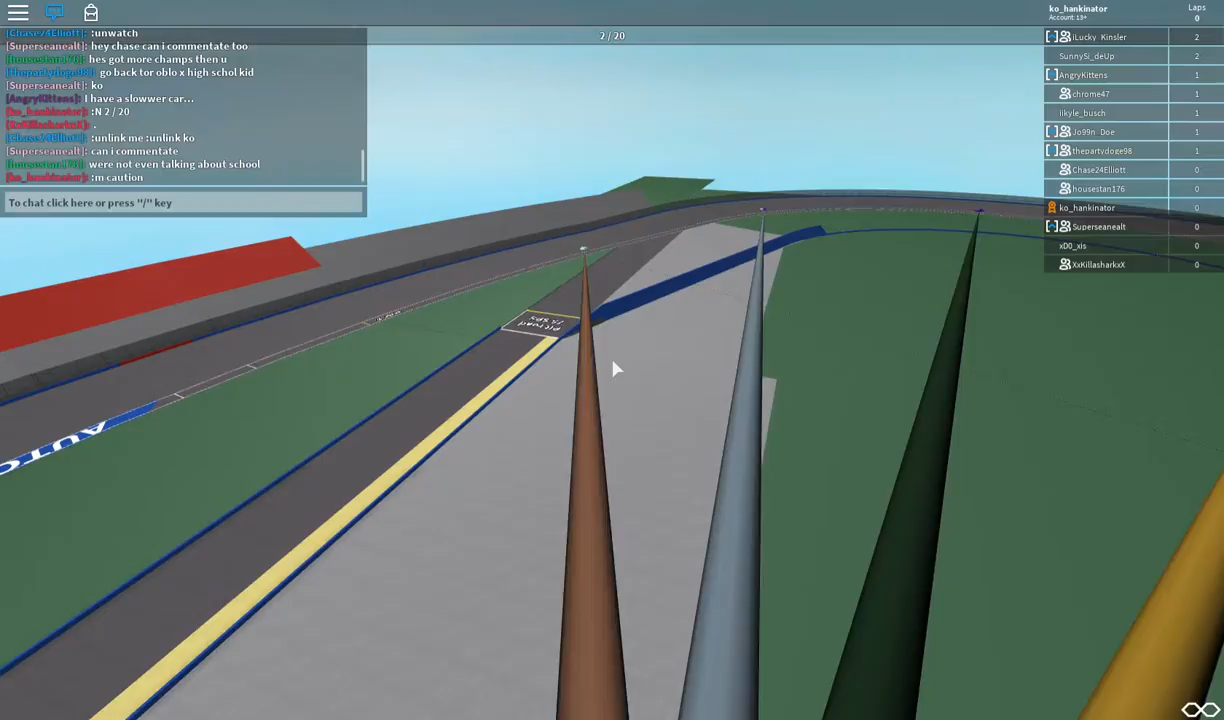 ko_hankinator
Account: 13+
Laps
0
2 / 20
[Chase24Elliott]: :unwatch
[Superseanealt]: hey chase can i commentate too
[housestan176]: hes got more champs then u
[thepartydoge98]: go back tor oblo x high schol kid
[Superseanealt]: ko
[AngryKittens]: I have a slowwer car...
[ko_hankinator]: :N 2 / 20
[XxKillasharkxX]: .
[Chase24Elliott]: :unlink me :unlink ko
[Superseanealt]: can i commentate
[housestan176]: were not even talking about school
[ko_hankinator]: :m caution
To chat click here or press "/" key
iLucky_Kinsler 2
SunnySi_deUp 2
AngryKittens 1
chrome47 1
iikyle_busch 1
Jo99n_Doe 1
thepartydoge98 1
Chase24Elliott 0
housestan176 0
ko_hankinator 0
Superseanealt 0
xD0_xis 0
XxKillasharkxX 0
Pit road
AUTO